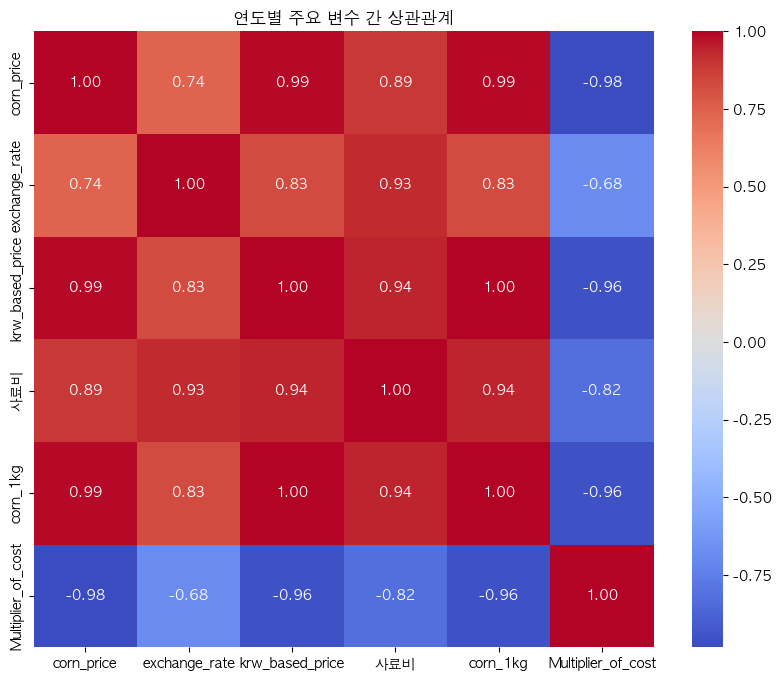 연도별 주요 변수 간 상관관계
corn_price
1.00 0.74 0.99 0.89 0.99 -0.98
exchange_rate
0.74 1.00 0.83 0.93 0.83 -0.68
krw_based_price
0.99 0.83 1.00 0.94 1.00 -0.96
사료비
0.89 0.93 0.94 1.00 0.94 -0.82
corn_1kg
0.99 0.83 1.00 0.94 1.00 -0.96
Multiplier_of_cost
-0.98 -0.68 -0.96 -0.82 -0.96 1.00
corn_price exchange_rate krw_based_price 사료비 corn_1kg Multiplier_of_cost
1.00
0.75
0.50
0.25
0.00
-0.25
-0.50
-0.75